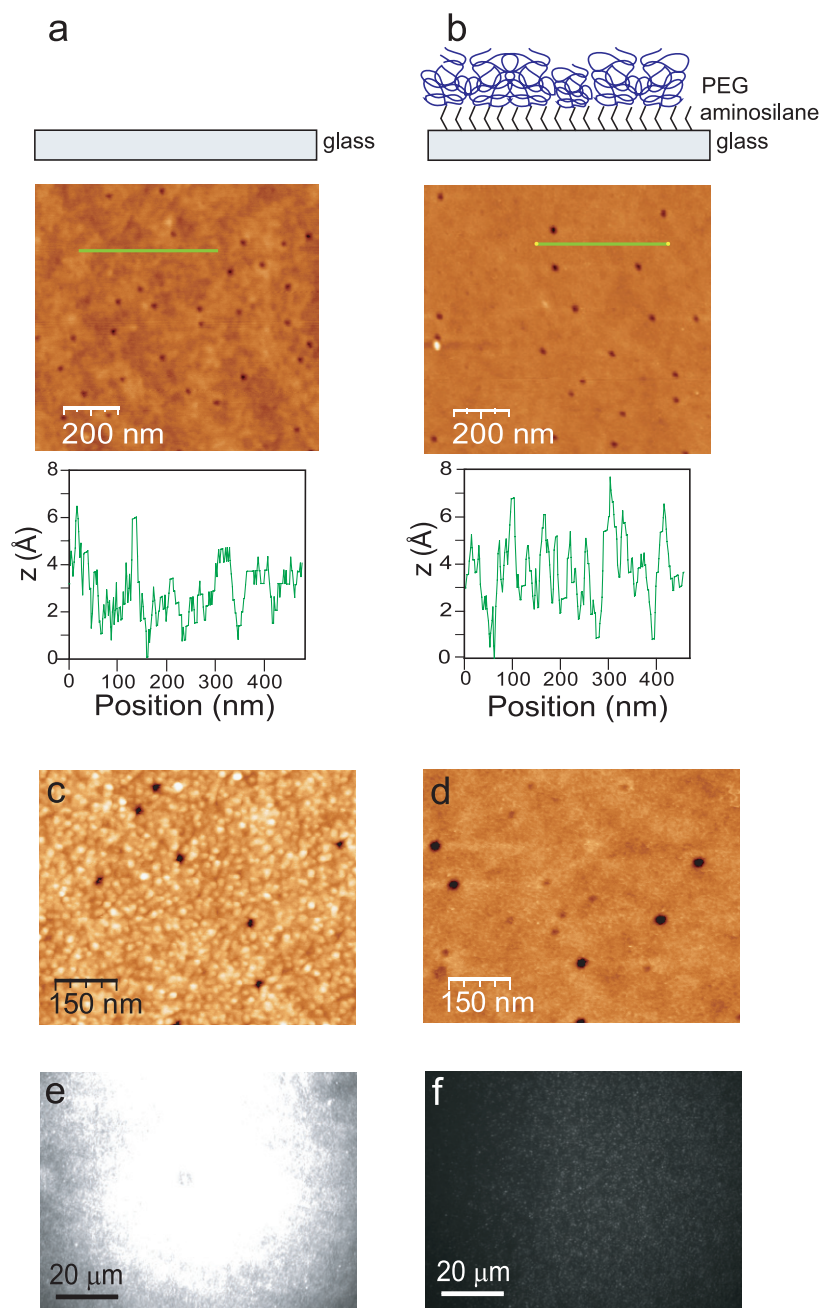 a
b
glass
PEG
aminosilane
glass
200 nm
200 nm
8
6
4
2
0
z (Å)
0 100 200 300 400
Position (nm)
8
6
4
2
0
z (Å)
0 100 200 300 400
Position (nm)
c
150 nm
d
150 nm
e
20 μm
f
20 μm